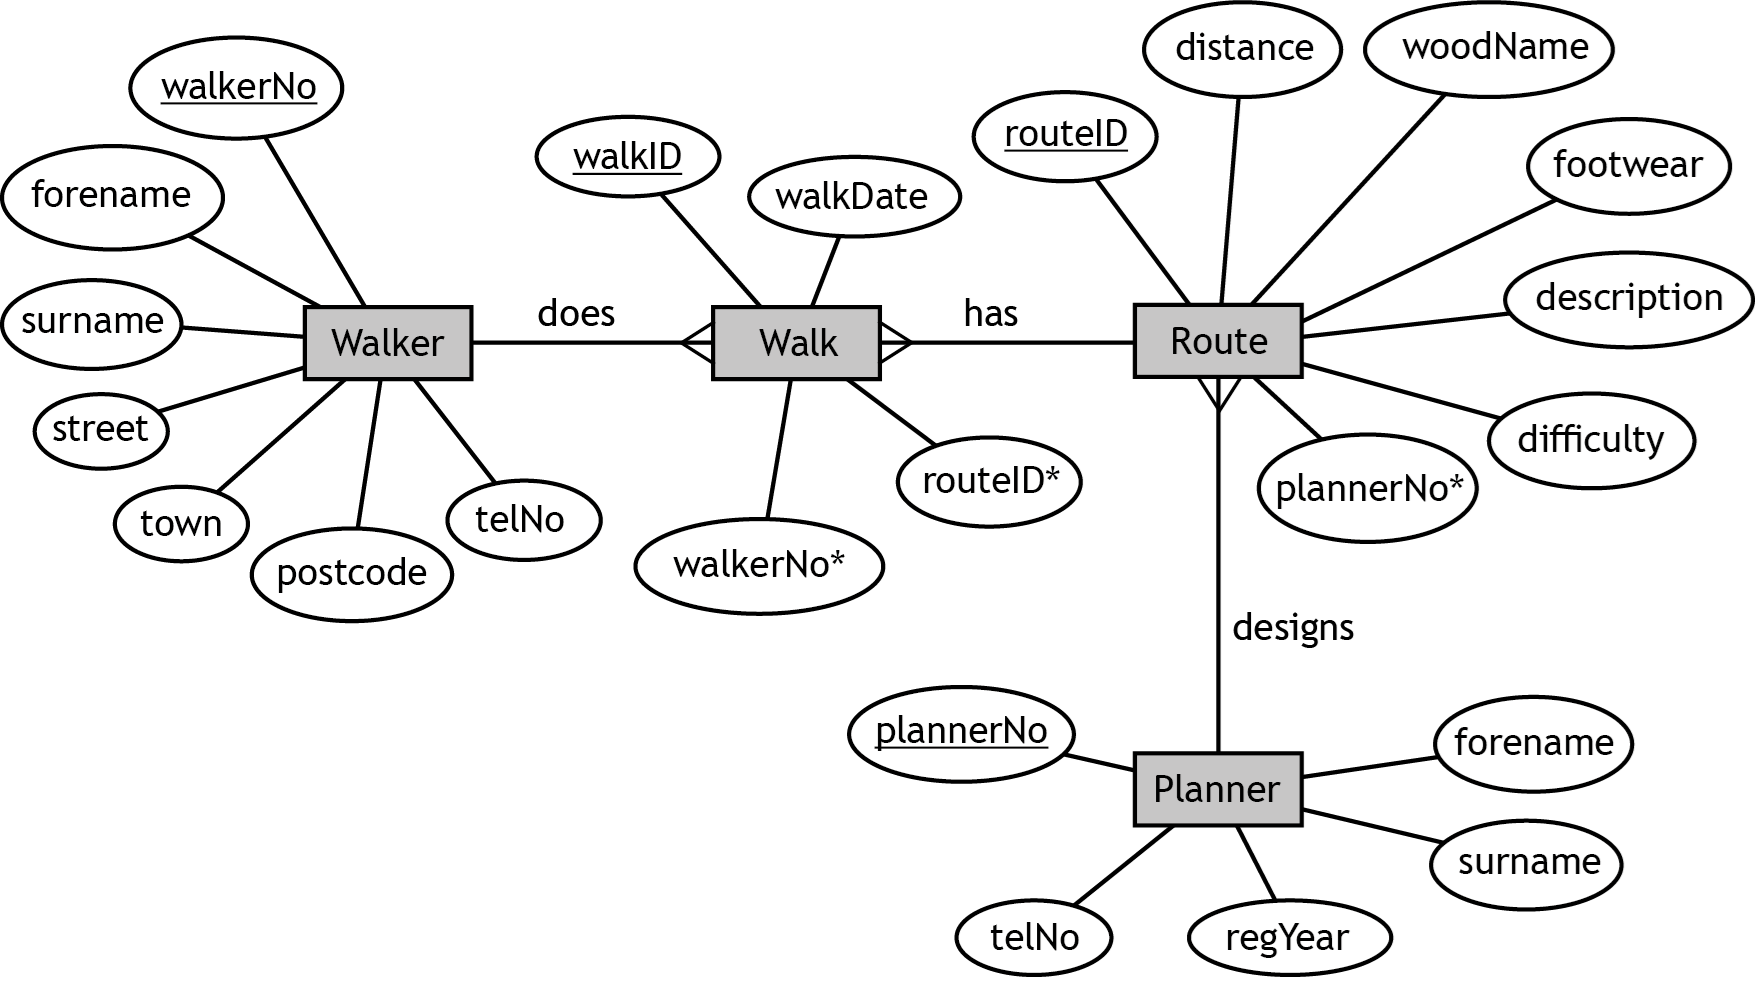 distance
woodName
walkerNo
routeID
walkID
footwear
forename
walkDate
description
surname
does
has
Walker
Walk
Route
street
difficulty
routeID*
plannerNo*
town
telNo
postcode
walkerNo*
designs
plannerNo
forename
Planner
surname
telNo
regYear